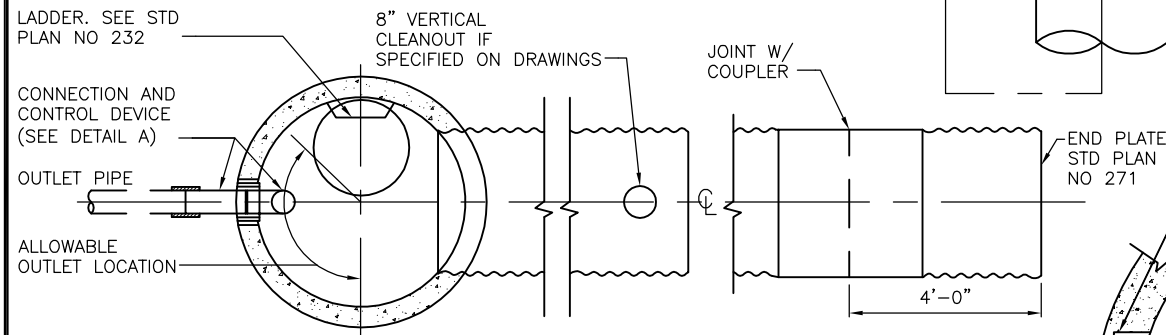 LADDER. SEE STD
PLAN NO 232
8" VERTICAL
CLEANOUT IF
SPECIFIED ON DRAWINGS
JOINT W/
COUPLER
CONNECTION AND
CONTROL DEVICE
(SEE DETAIL A)
END PLATE
STD PLAN
NO 271
OUTLET PIPE
℄
ALLOWABLE
OUTLET LOCATION
4'-0"